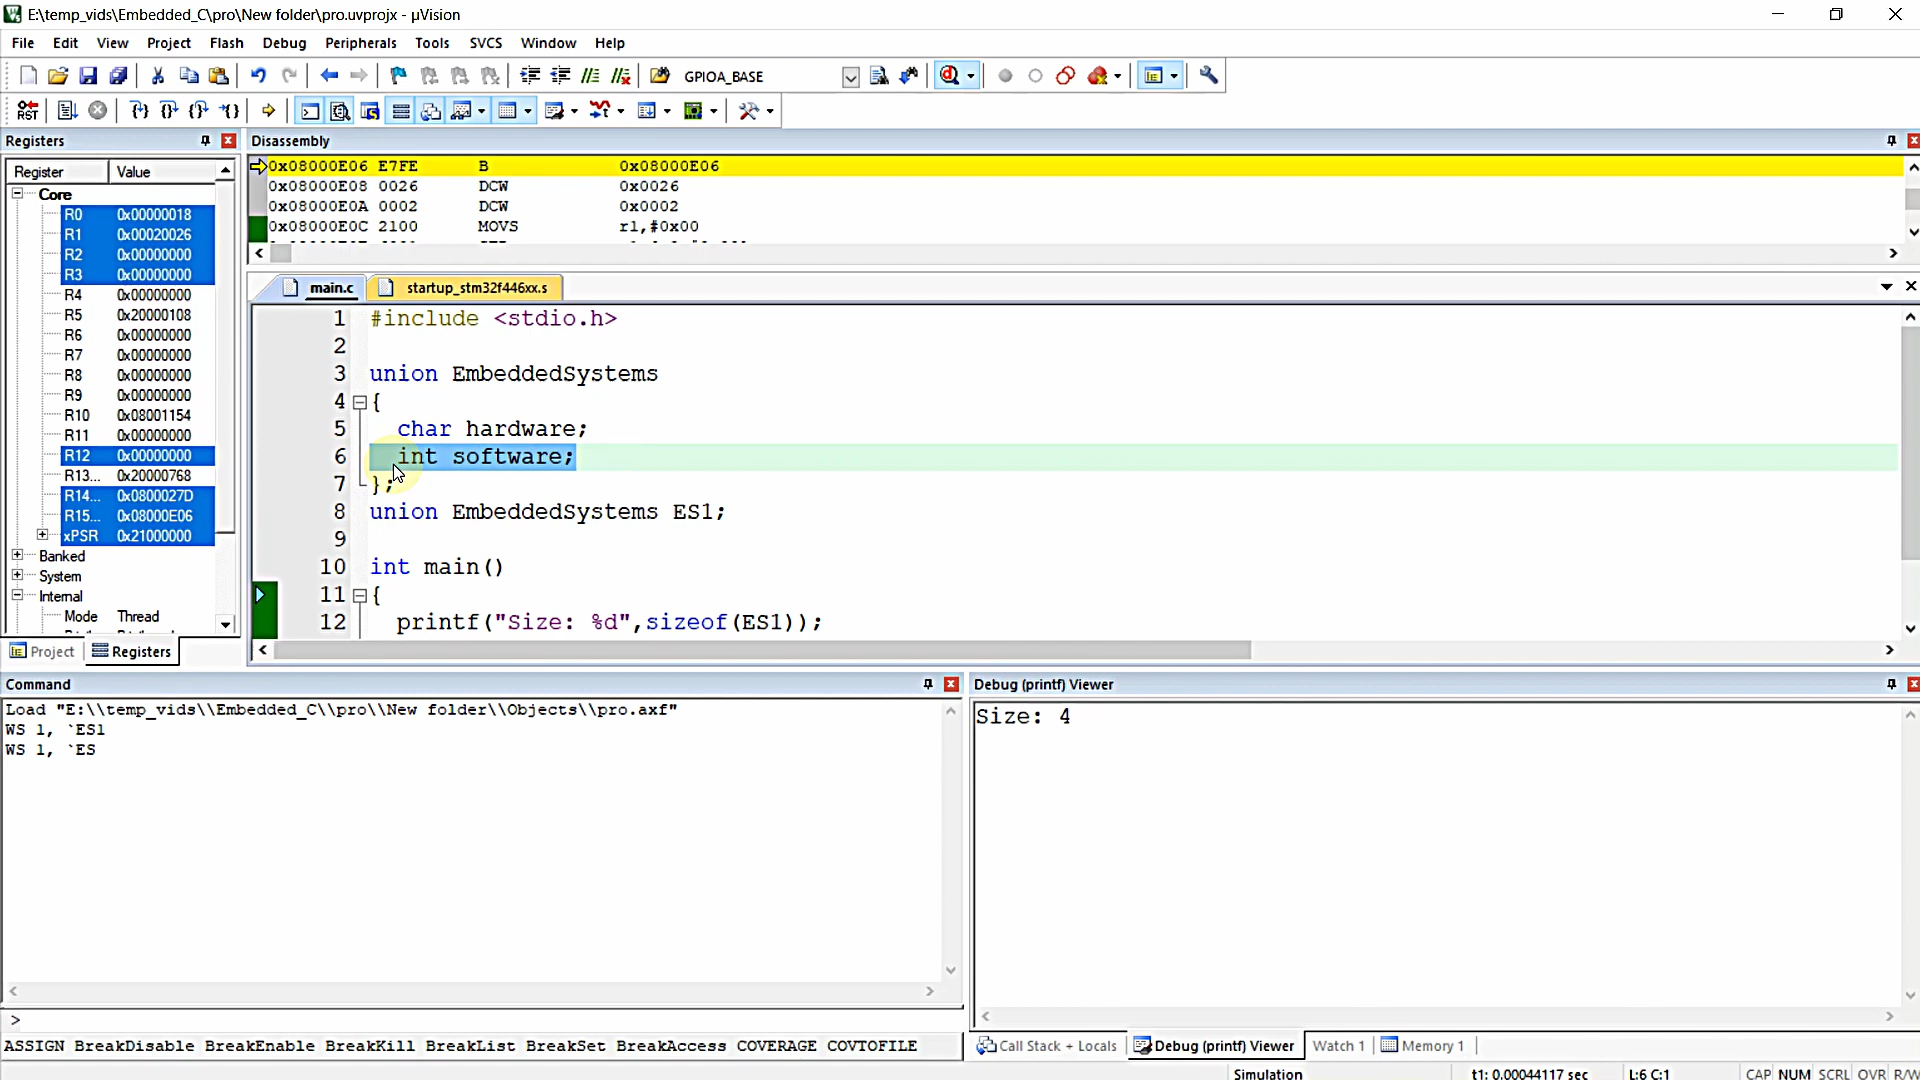 E:\temp_vids\Embedded_C\pro\New folder\pro.uvprojx - µVision
File Edit View Project Flash Debug Peripherals Tools SVCS Window Help
GPIOA_BASE
RST
Registers
Register Value
Core
R0 0x00000018
R1 0x00020026
R2 0x00000000
R3 0x00000000
R4 0x00000000
R5 0x20000108
R6 0x00000000
R7 0x00000000
R8 0x00000000
R9 0x00000000
R10 0x08001154
R11 0x00000000
R12 0x00000000
R13... 0x20000768
R14... 0x0800027D
R15... 0x08000E06
xPSR 0x21000000
Banked
System
Internal
Mode Thread
Project Registers
Disassembly
0x08000E06 E7FE B 0x08000E06
0x08000E08 0026 DCW 0x0026
0x08000E0A 0002 DCW 0x0002
0x08000E0C 2100 MOVS r1,#0x00
main.c startup_stm32f446xx.s
1 #include <stdio.h>
2
3 union EmbeddedSystems
4 {
5 char hardware;
6 int software;
7 };
8 union EmbeddedSystems ES1;
9
10 int main()
11 {
12 printf("Size: %d",sizeof(ES1));
Command
Load "E:\\temp_vids\\Embedded_C\\pro\\New folder\\Objects\\pro.axf"
WS 1, `ES1
WS 1, `ES
>
ASSIGN BreakDisable BreakEnable BreakKill BreakList BreakSet BreakAccess COVERAGE COVTOFILE
Debug (printf) Viewer
Size: 4
Call Stack + Locals Debug (printf) Viewer Watch 1 Memory 1
Simulation t1: 0.00044117 sec L:6 C:1 CAP NUM SCRL OVR R/W